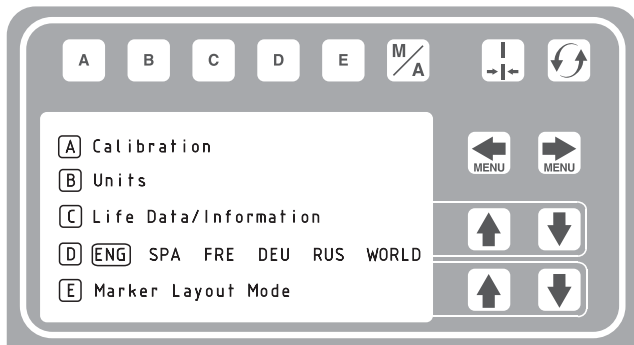 A B C D E M/A
MENU MENU
A Calibration
B Units
C Life Data/Information
D ENG SPA FRE DEU RUS WORLD
E Marker Layout Mode